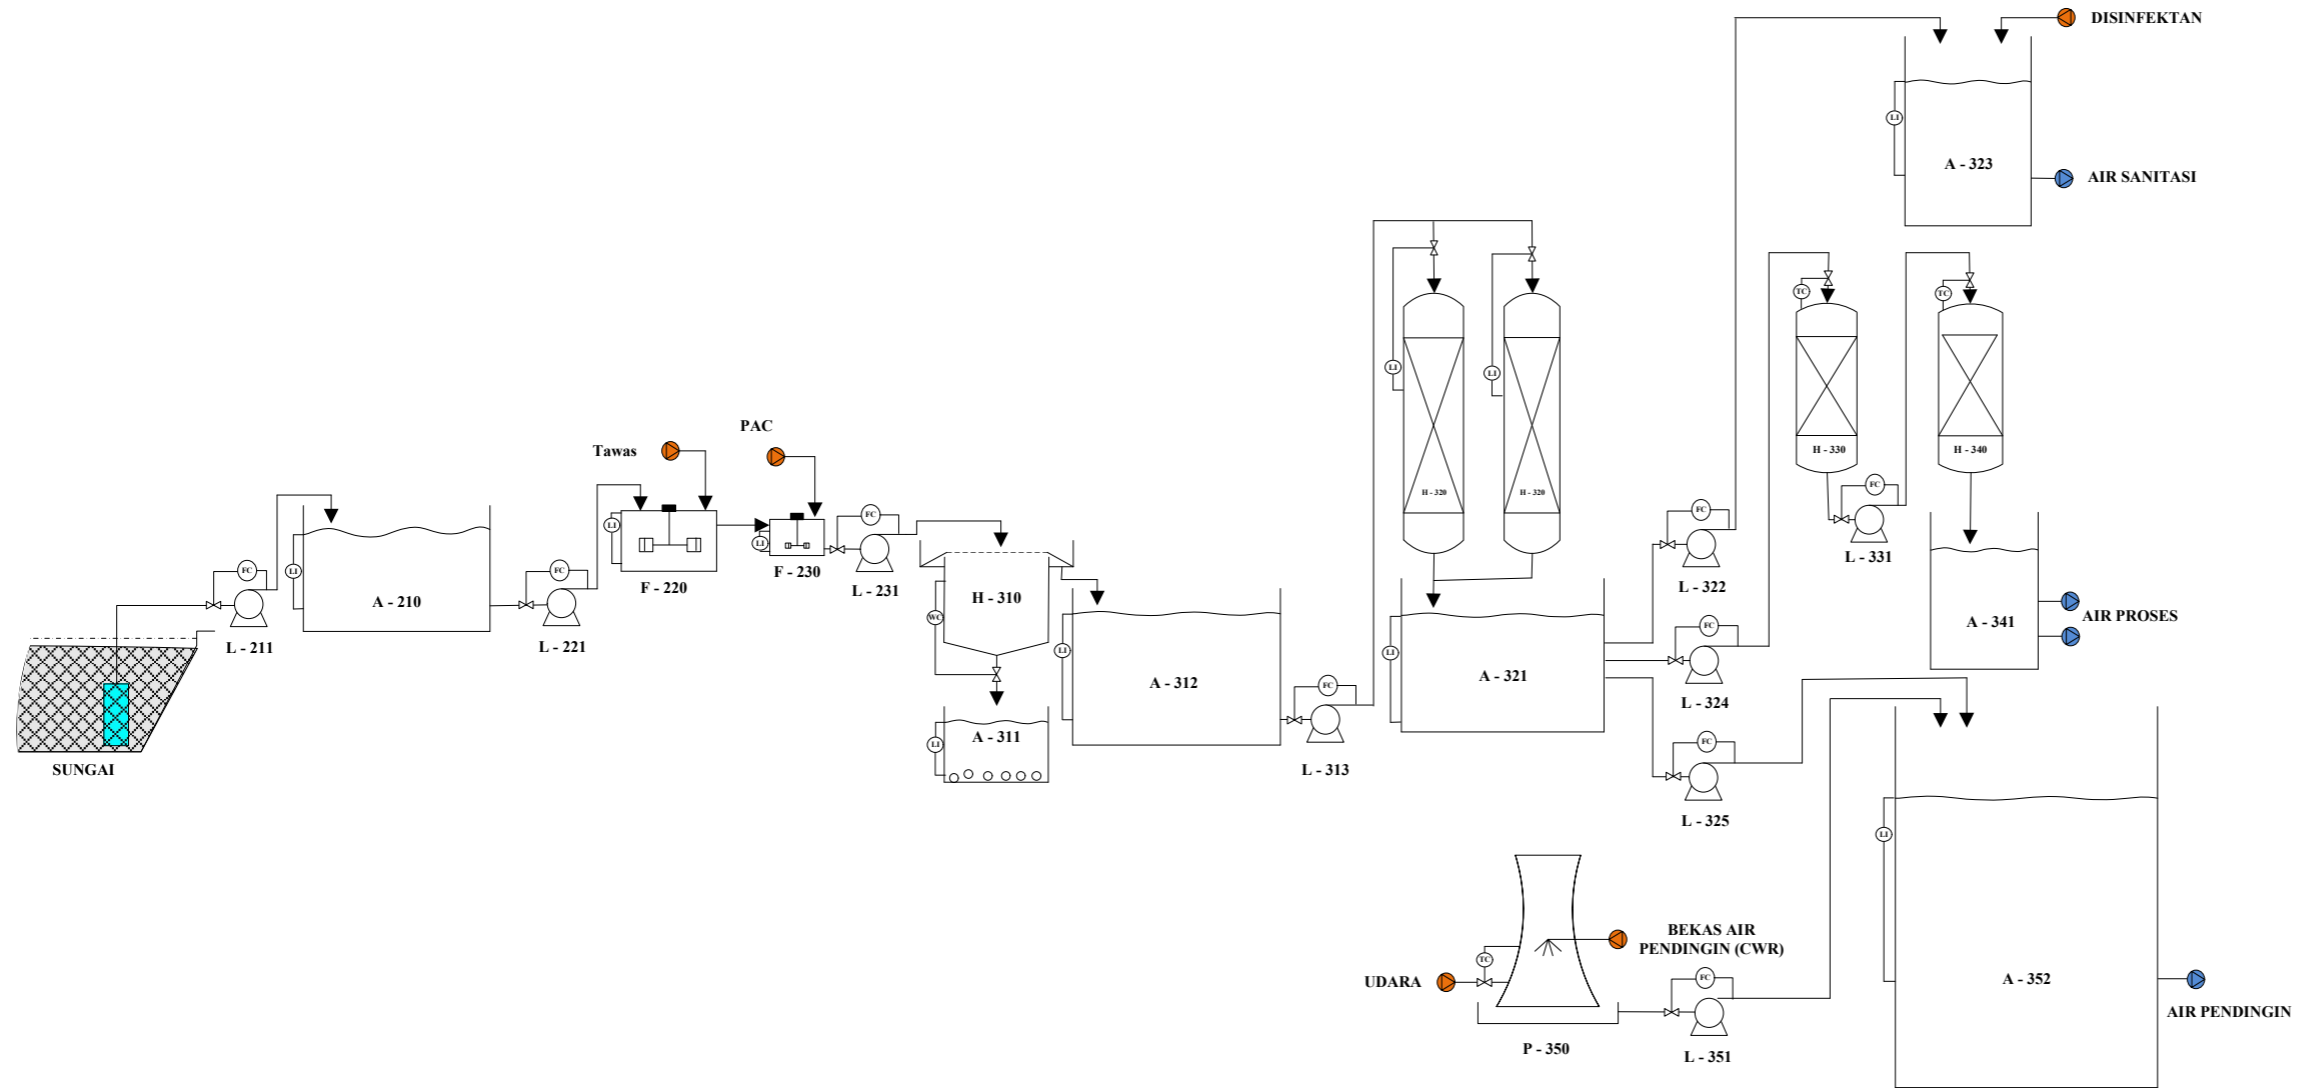 DISINFEKTAN
LI
A - 323
AIR SANITASI
TC
TC
LI
LI
H - 330
H - 340
PAC
Tawas
H - 320
H - 320
FC
FC
LI
FC
LI
L - 322
L - 331
F - 220
F - 230
L - 231
FC
LI
FC
A - 210
H - 310
WC
L - 211
L - 221
AIR PROSES
A - 341
FC
LI
LI
A - 312
A - 321
FC
L - 324
SUNGAI
LI
A - 311
L - 313
FC
L - 325
LI
BEKAS AIR
PENDINGIN (CWR)
TC
UDARA
FC
A - 352
AIR PENDINGIN
P - 350
L - 351